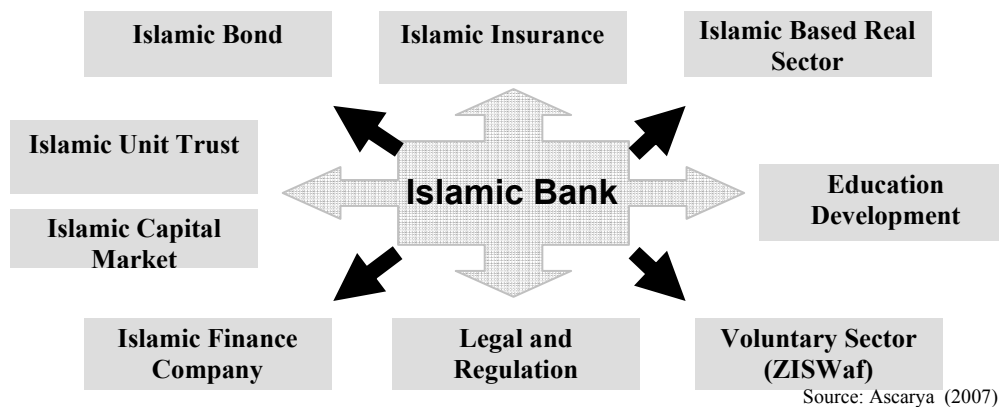 Islamic Bond
Islamic Insurance
Islamic Based Real
Sector
Islamic Unit Trust
Islamic Bank
Education
Development
Islamic Capital
Market
Islamic Finance
Company
Legal and
Regulation
Voluntary Sector
(ZISWaf)
Source: Ascarya (2007)